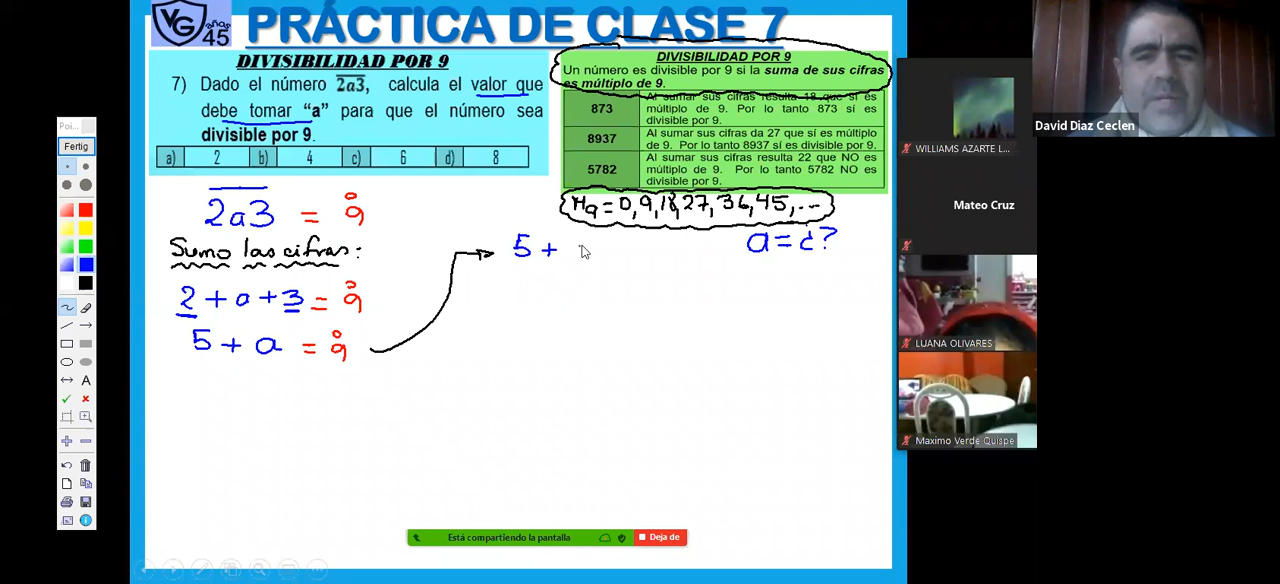 VG años 45
PRÁCTICA DE CLASE 7
DIVISIBILIDAD POR 9
7) Dado el número 2a3, calcula el valor que
debe tomar "a" para que el número sea
divisible por 9.
a) 2 b) 4 c) 6 d) 8
DIVISIBILIDAD POR 9
Un número es divisible por 9 si la suma de sus cifras
es múltiplo de 9.
873
Al sumar sus cifras resulta 18 que sí es
múltiplo de 9. Por lo tanto 873 sí es
divisible por 9.
8937
Al sumar sus cifras da 27 que sí es múltiplo
de 9. Por lo tanto 8937 sí es divisible por 9.
5782
Al sumar sus cifras resulta 22 que NO es
múltiplo de 9. Por lo tanto 5782 NO es
divisible por 9.
M9 = 0, 9, 18, 27, 36, 45, ...
2a3 = 9
Sumo las cifras:
2 + a + 3 = 9
5 + a = 9
5 +
a = ¿?
Poi...
Fertig
A
Está compartiendo la pantalla
Deja de
David Diaz Ceclen
WILLIAMS AZARTE L...
Mateo Cruz
LUANA OLIVARES
Maximo Verde Quispe